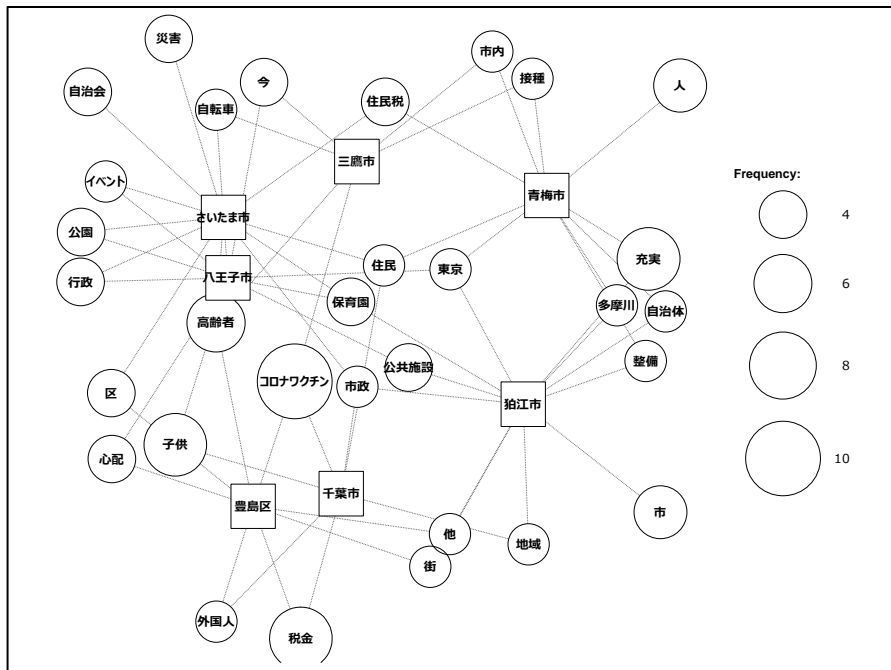 災害
市内
今
接種
人
自治会
自転車
住民税
三鷹市
Frequency:
イベント
青梅市
さいたま市
4
公園
充実
住民
東京
行政
八王子市
6
保育園
多摩川
自治体
高齢者
整備
公共施設
8
コロナワクチン
市政
区
狛江市
子供
心配
10
千葉市
豊島区
市
他
地域
街
外国人
税金